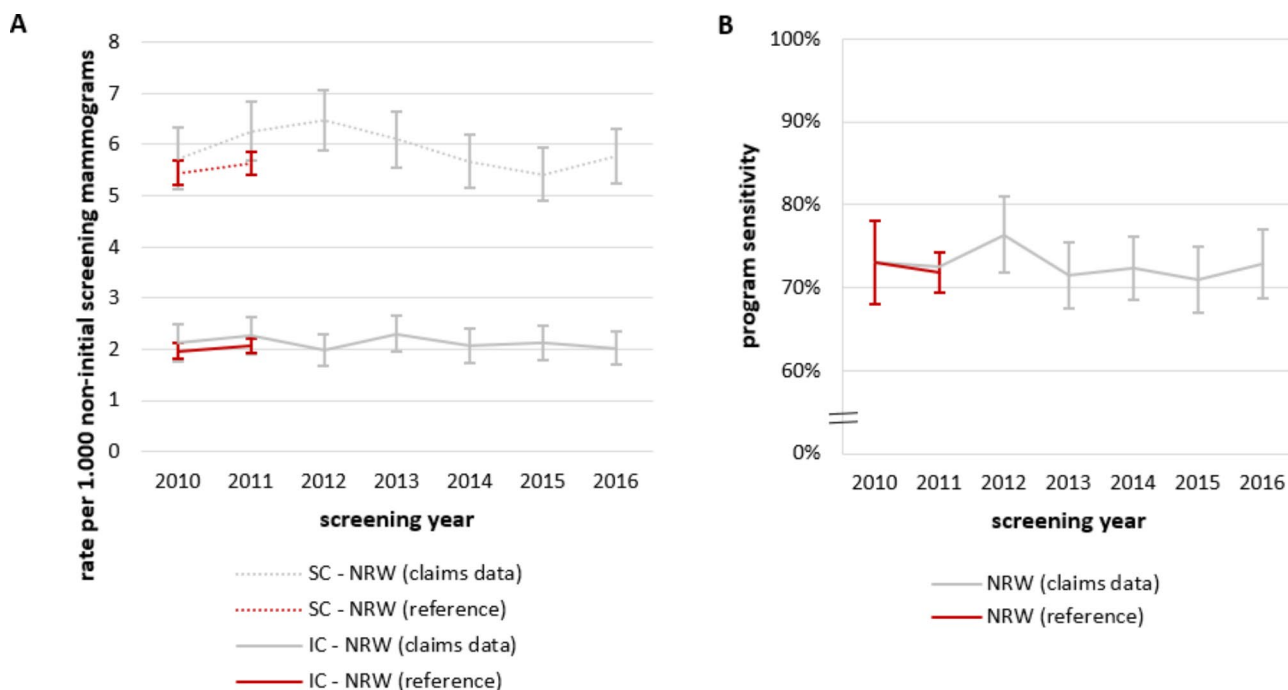 A
rate per 1.000 non-initial screening mammograms
8
7
6
5
4
3
2
1
0
2010 2011 2012 2013 2014 2015 2016
screening year
SC - NRW (claims data)
SC - NRW (reference)
IC - NRW (claims data)
IC - NRW (reference)
B
program sensitivity
100%
90%
80%
70%
60%
0%
2010 2011 2012 2013 2014 2015 2016
screening year
NRW (claims data)
NRW (reference)